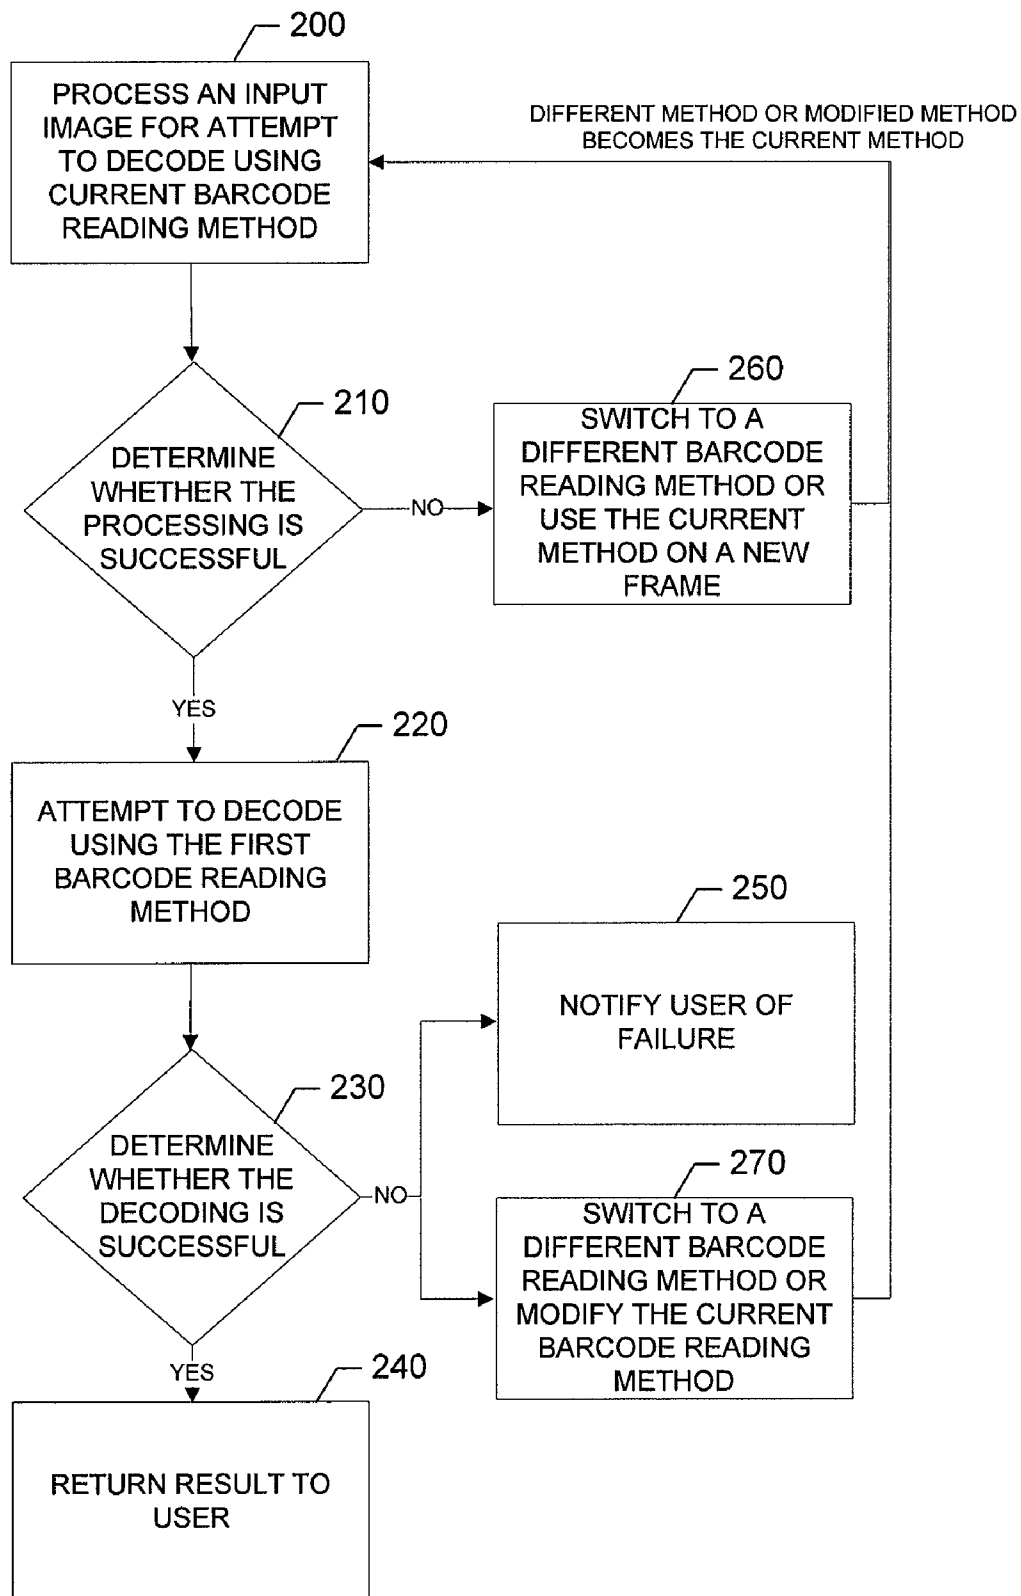 200
PROCESS AN INPUT
IMAGE FOR ATTEMPT
TO DECODE USING
CURRENT BARCODE
READING METHOD
DIFFERENT METHOD OR MODIFIED METHOD
BECOMES THE CURRENT METHOD
210
DETERMINE
WHETHER THE
PROCESSING IS
SUCCESSFUL
NO
260
SWITCH TO A
DIFFERENT BARCODE
READING METHOD OR
USE THE CURRENT
METHOD ON A NEW
FRAME
YES
220
ATTEMPT TO DECODE
USING THE FIRST
BARCODE READING
METHOD
230
DETERMINE
WHETHER THE
DECODING IS
SUCCESSFUL
NO
250
NOTIFY USER OF
FAILURE
270
SWITCH TO A
DIFFERENT BARCODE
READING METHOD OR
MODIFY THE CURRENT
BARCODE READING
METHOD
YES
240
RETURN RESULT TO
USER